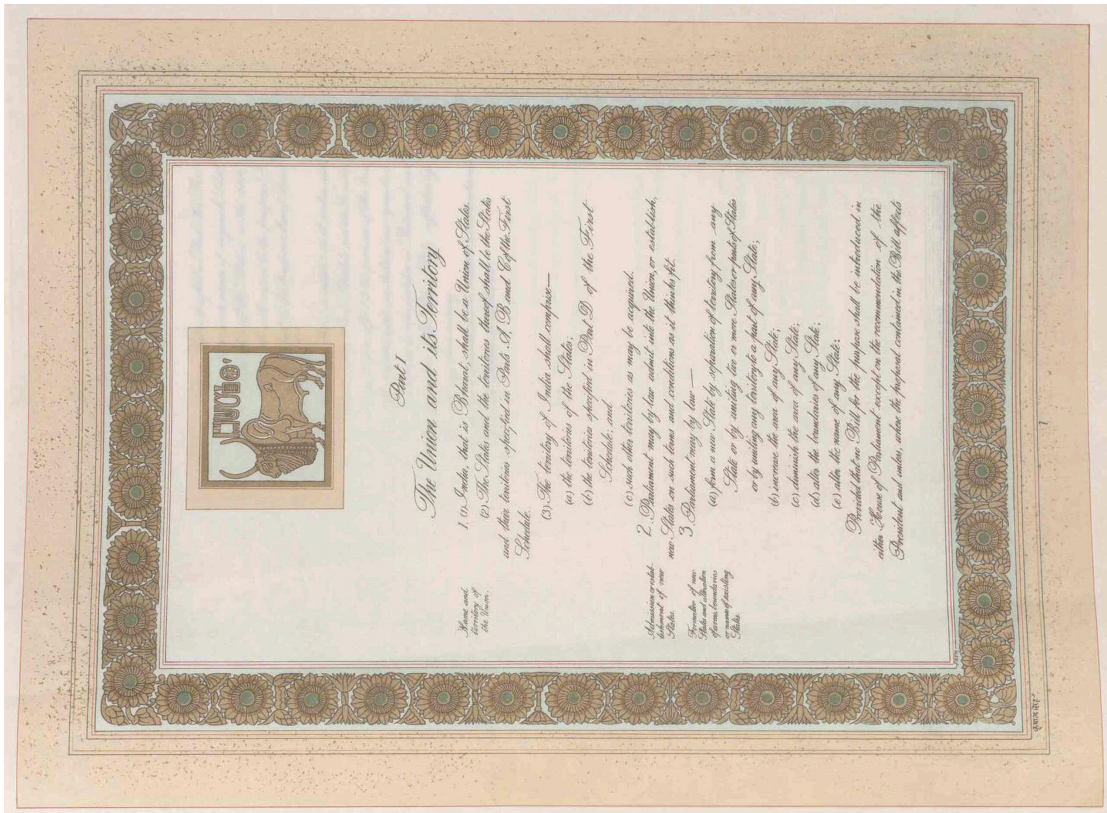 Part I
The Union and its Territory
Name and
territory of
the Union.
1. (1) India, that is Bharat, shall be a Union of States.
(2) The States and the territories thereof shall be the States
and their territories specified in Parts A, B and C of the First
Schedule.
(3) The territory of India shall comprise—
(a) the territories of the States;
(b) the territories specified in Part D of the First
Schedule; and
(c) such other territories as may be acquired.
Admission or estab-
lishment of new
States.
2. Parliament may by law admit into the Union, or establish,
new States on such terms and conditions as it thinks fit.
Formation of new
States and alteration
of areas, boundaries
or names of existing
States
3. Parliament may by law—
(a) form a new State by separation of territory from any
State or by uniting two or more States or parts of States
or by uniting any territory to a part of any State;
(b) increase the area of any State;
(c) diminish the area of any State;
(d) alter the boundaries of any State;
(e) alter the name of any State:
Provided that no Bill for the purpose shall be introduced in
either House of Parliament except on the recommendation of the
President and unless, where the proposal contained in the Bill affects
1